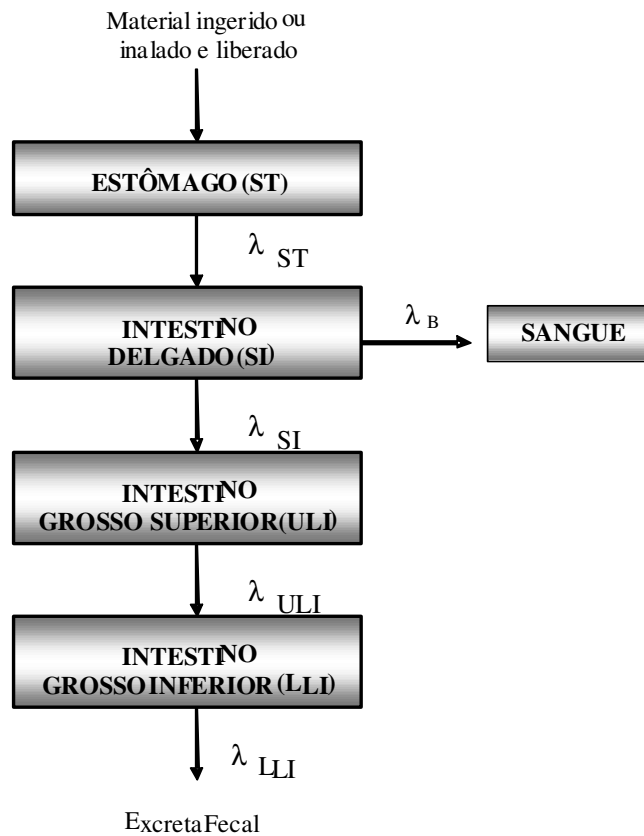 Material ingerido ou
inalado e liberado
ESTÔMAGO (ST)
λ ST
INTESTINO
DELGADO (SI)
λ B
SANGUE
λ SI
INTESTINO
GROSSO SUPERIOR (ULI)
λ ULI
INTESTINO
GROSSO INFERIOR (LLI)
λ LLI
Excreta Fecal